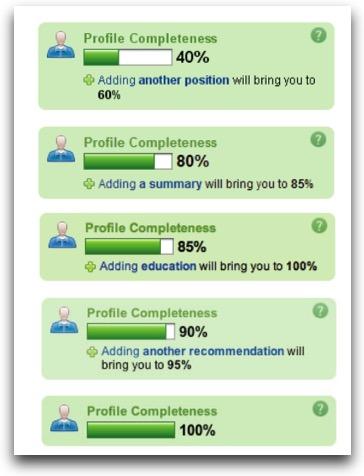 Profile Completeness ?
40%
Adding another position will bring you to
60%
Profile Completeness ?
80%
Adding a summary will bring you to 85%
Profile Completeness ?
85%
Adding education will bring you to 100%
Profile Completeness ?
90%
Adding another recommendation will
bring you to 95%
Profile Completeness ?
100%